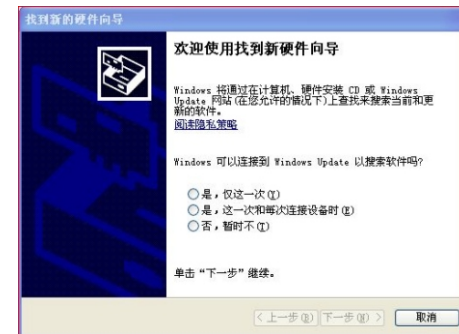 找到新的硬件向导
欢迎使用找到新硬件向导
Windows 将通过在计算机、硬件安装 CD 或 Windows
Update 网站(在您允许的情况下)上查找来搜索当前和更
新的软件。
阅读隐私策略
Windows 可以连接到 Windows Update 以搜索软件吗?
是，仅这一次(Y)
是，这一次和每次连接设备时(E)
否，暂时不(T)
单击“下一步”继续。
< 上一步(B) 下一步(N) > 取消